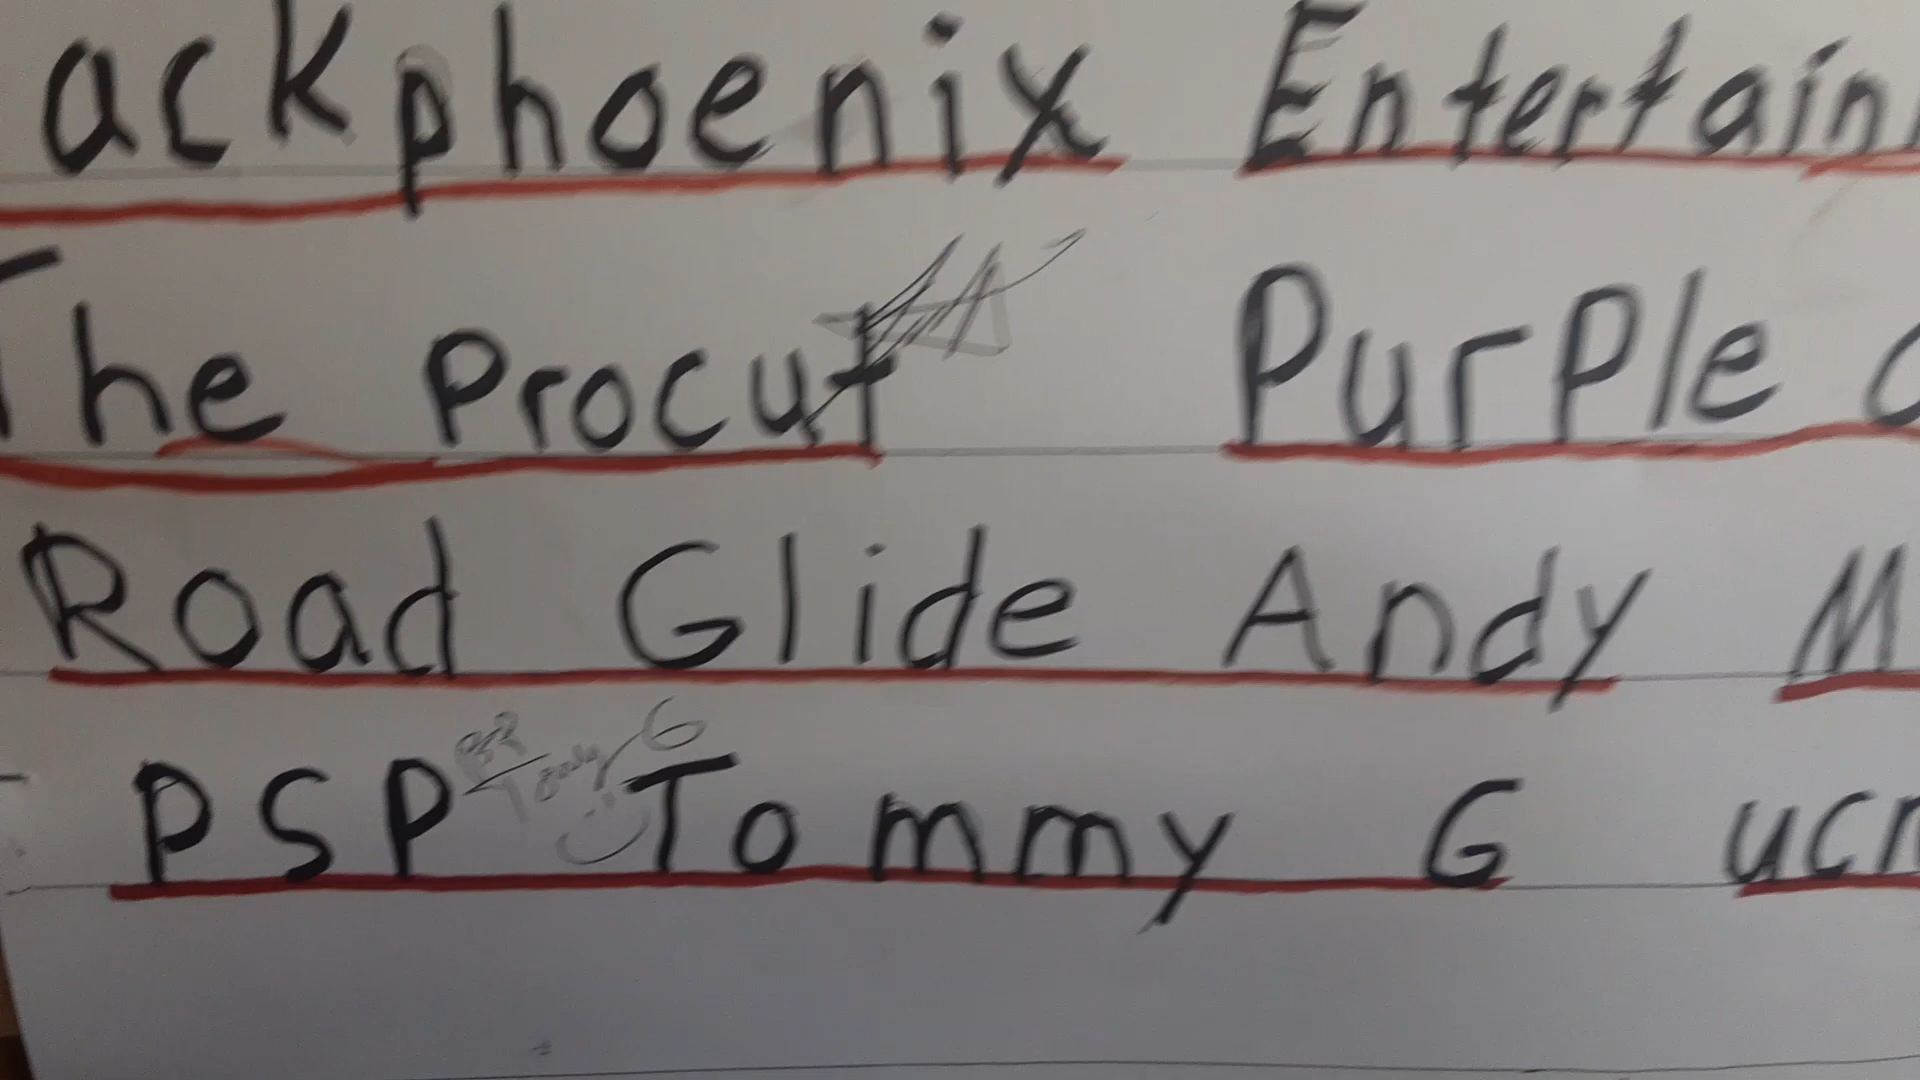 ackphoenix Entertain
The Procut Purple
Road Glide Andy M
PSP Tommy G ucn